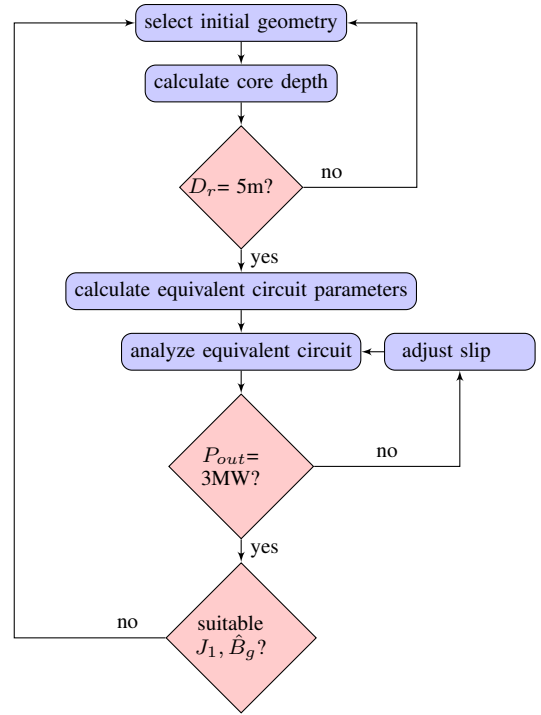 select initial geometry
calculate core depth
D_r= 5m?
no
yes
calculate equivalent circuit parameters
analyze equivalent circuit
adjust slip
P_out=
3MW?
no
yes
suitable
J_1, B̂_g?
no